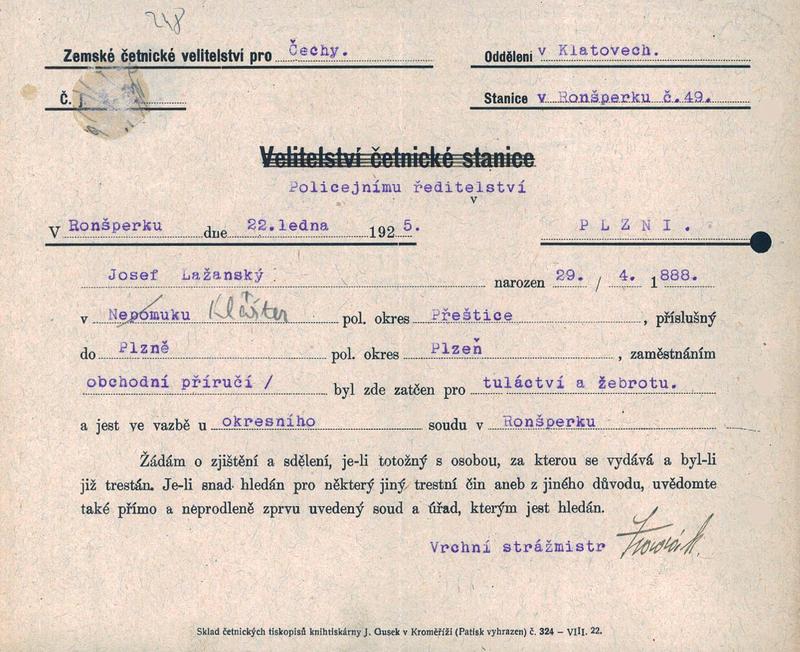 248
Zemské četnické velitelství pro Čechy.
Oddělení v Klatovech.
Č. j.
Stanice v Ronšperku č.49.
Velitelství četnické stanice
Policejnímu ředitelství
v
V Ronšperku dne 22.ledna 1925.
PLZNI.
Josef Lažanský narozen 29. / 4. 1888.
v Nepomuku Klášter pol. okres Přeštice, příslušný
do Plzně pol. okres Plzeň, zaměstnáním
obchodní příručí / byl zde zatčen pro tuláctví a žebrotu.
a jest ve vazbě u okresního soudu v Ronšperku
Žádám o zjištění a sdělení, je-li totožný s osobou, za kterou se vydává a byl-li
již trestán. Je-li snad hledán pro některý jiný trestní čin aneb z jiného důvodu, uvědomte
také přímo a neprodleně zprvu uvedený soud a úřad, kterým jest hledán.
Vrchní strážmistr
Sklad četnických tiskopisů knihtiskárny J. Gusek v Kroměříži (Patisk vyhrazen) č. 324 – VIII. 22.